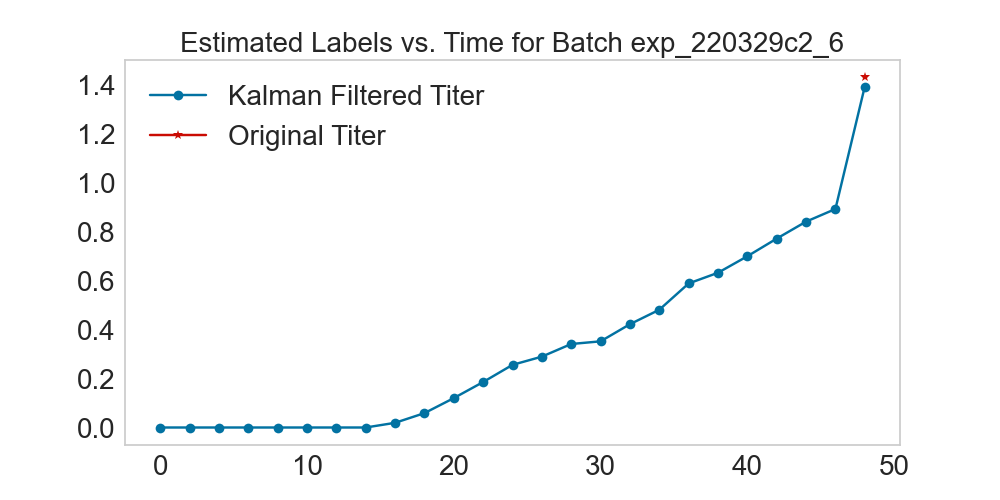 Estimated Labels vs. Time for Batch exp_220329c2_6
1.4
1.2
1.0
0.8
0.6
0.4
0.2
0.0
Kalman Filtered Titer
Original Titer
0 10 20 30 40 50